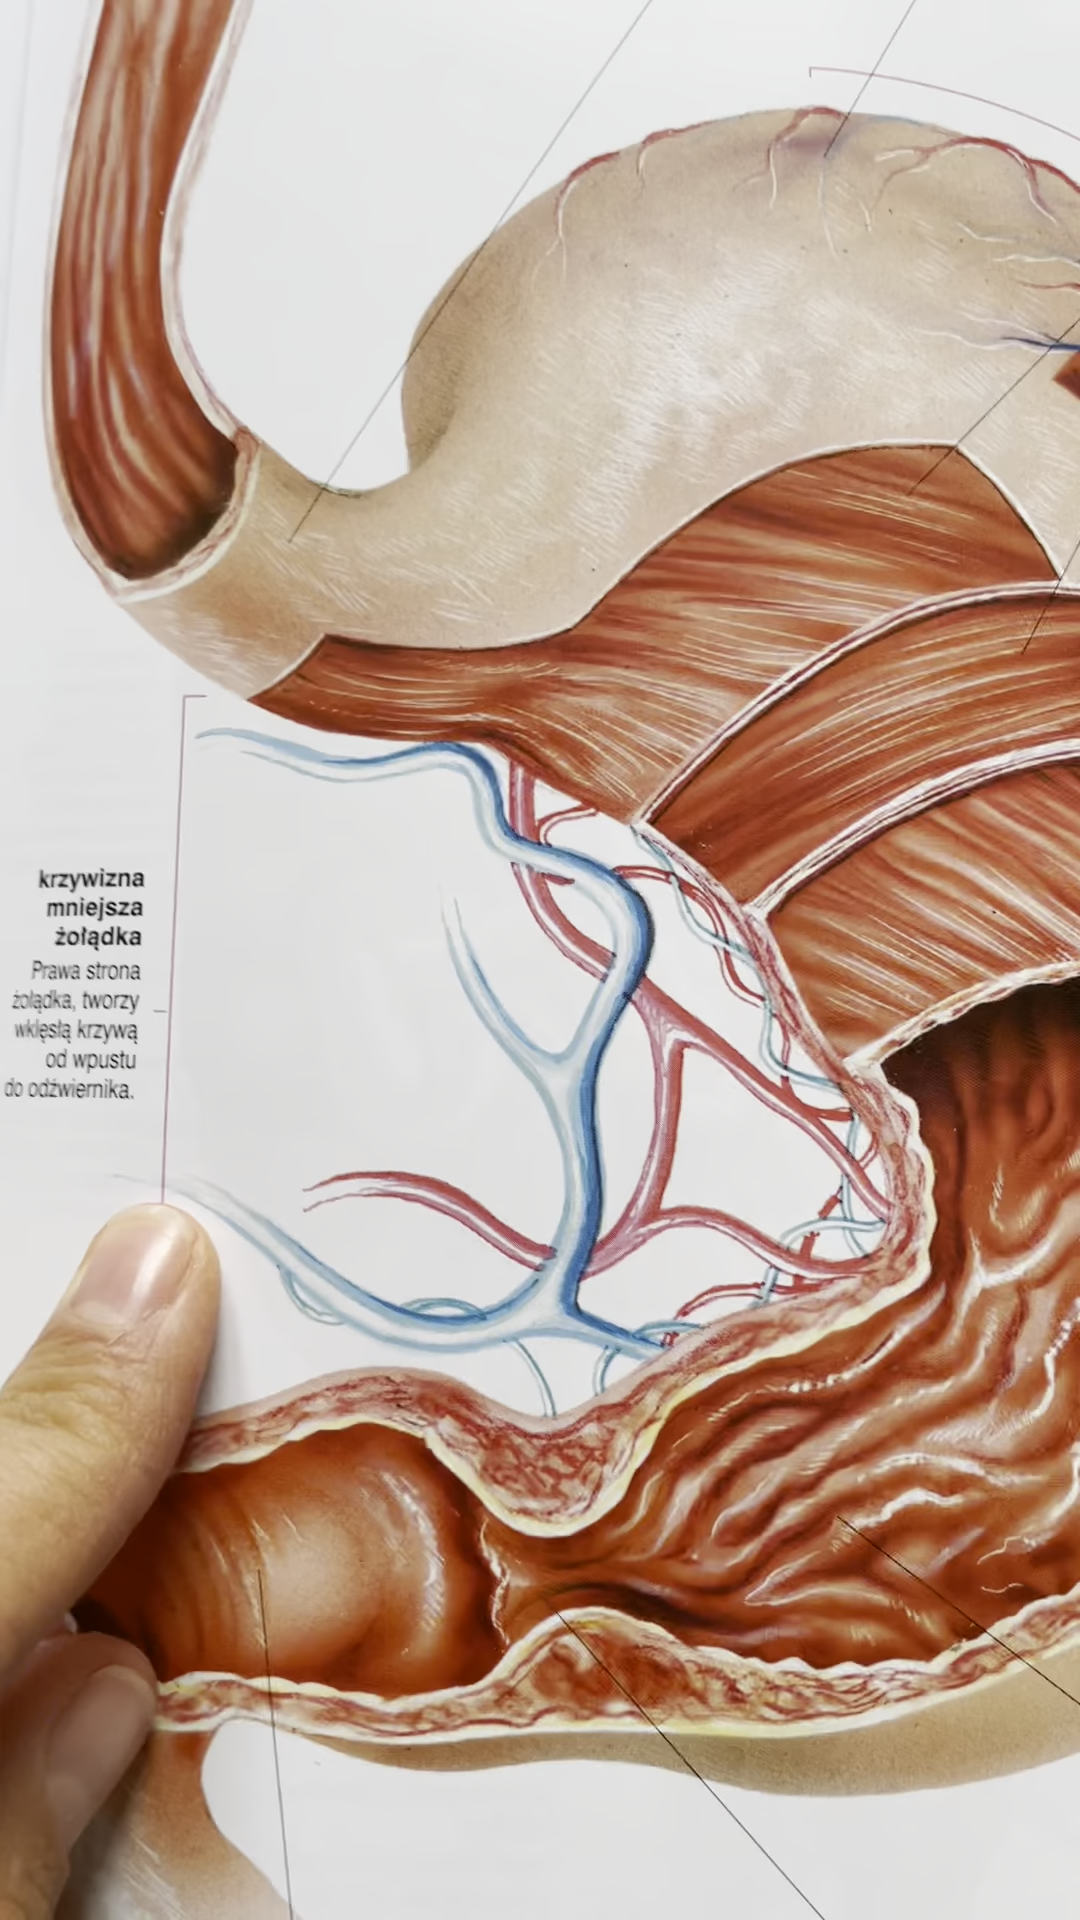 krzywizna
mniejsza
żołądka
Prawa strona
żołądka, tworzy
wklęsłą krzywą
od wpustu
do odźwiernika.